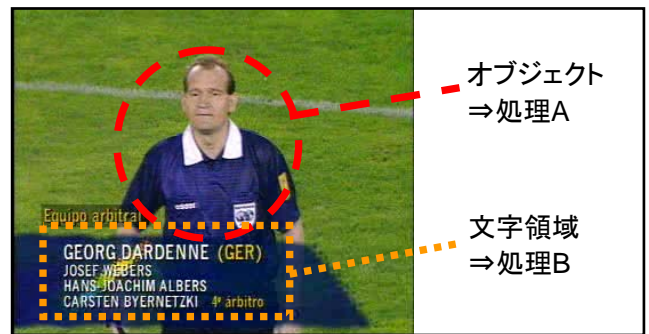 Equipo arbitral
GEORG DARDENNE (GER)
JOSEF WEBERS
HANS-JOACHIM ALBERS
CARSTEN BYERNETZKI 4º árbitro
オブジェクト
⇒処理A
文字領域
⇒処理B